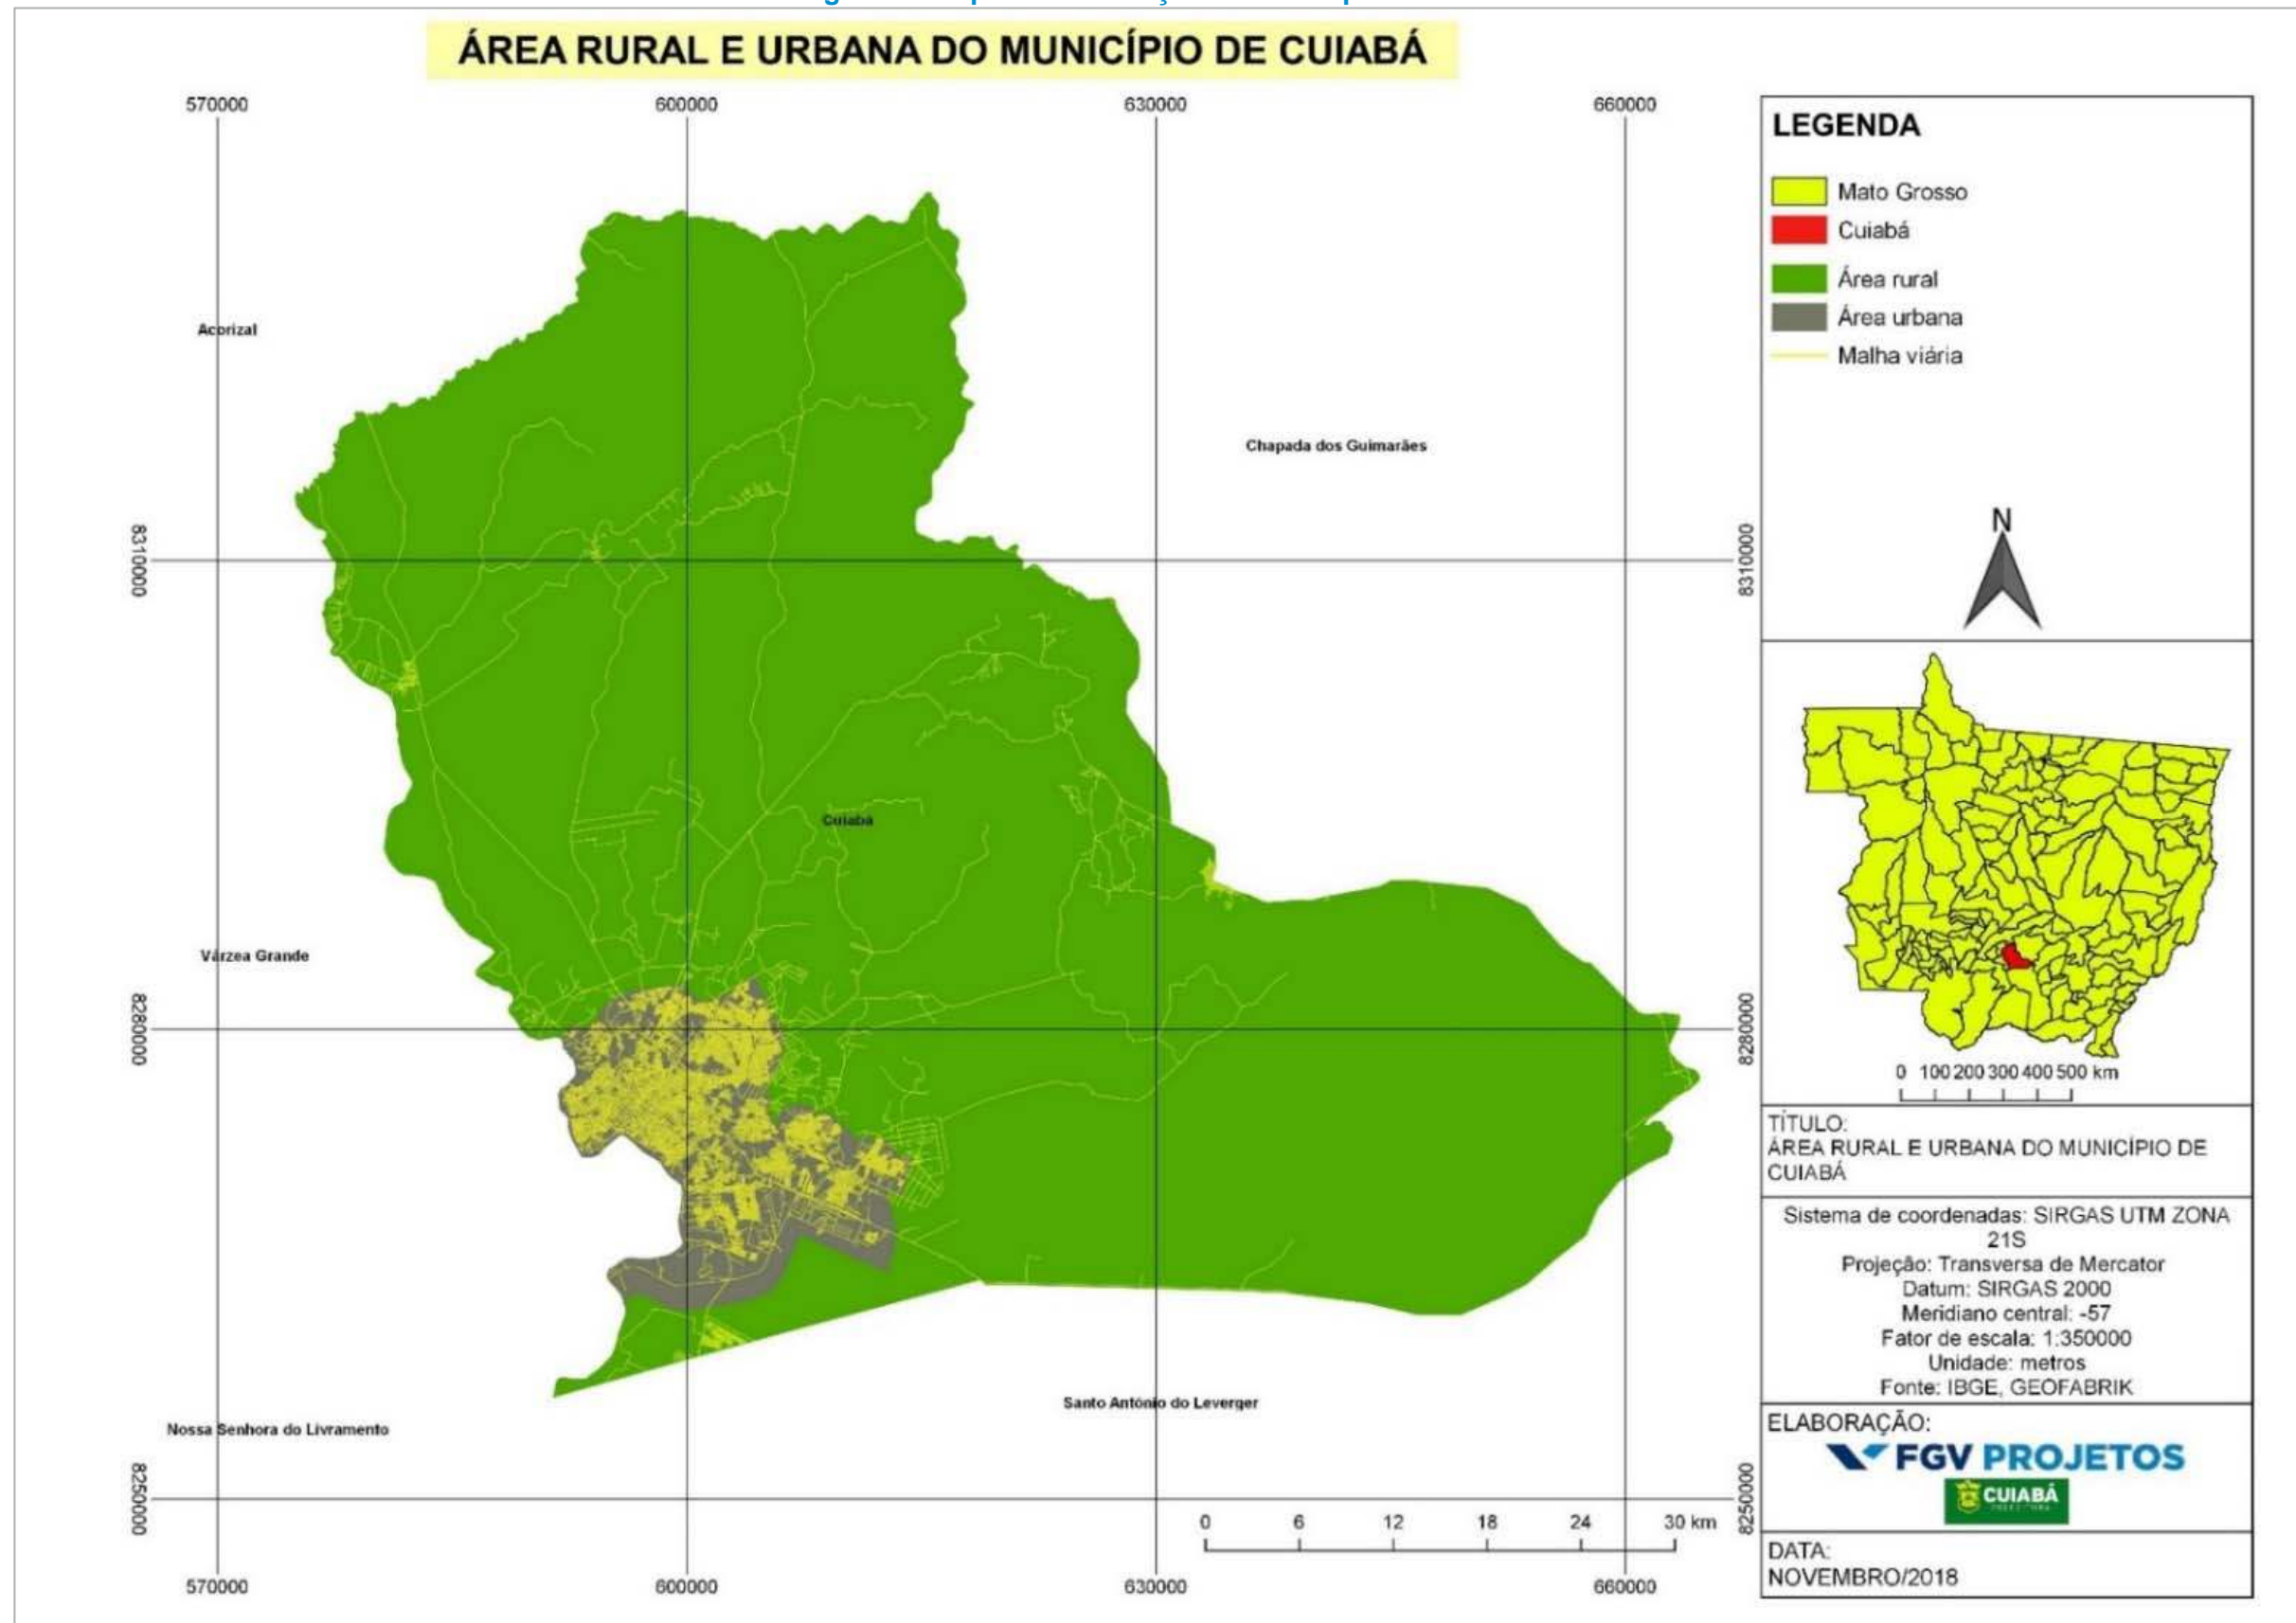 ÁREA RURAL E URBANA DO MUNICÍPIO DE CUIABÁ
570000 600000 630000 660000
LEGENDA
Mato Grosso
Cuiabá
Área rural
Área urbana
Malha viária
N
Acorizal
Chapada dos Guimarães
8310000 8310000
Cuiabá
Várzea Grande
8280000 8280000
0 100 200 300 400 500 km
TÍTULO:
ÁREA RURAL E URBANA DO MUNICÍPIO DE
CUIABÁ
Sistema de coordenadas: SIRGAS UTM ZONA
21S
Projeção: Transversa de Mercator
Datum: SIRGAS 2000
Meridiano central: -57
Fator de escala: 1:350000
Unidade: metros
Fonte: IBGE, GEOFABRIK
Santo Antônio do Leverger
Nossa Senhora do Livramento
8250000 8250000
0 6 12 18 24 30 km
570000 600000 630000 660000
ELABORAÇÃO:
FGV PROJETOS
CUIABÁ
DATA:
NOVEMBRO/2018